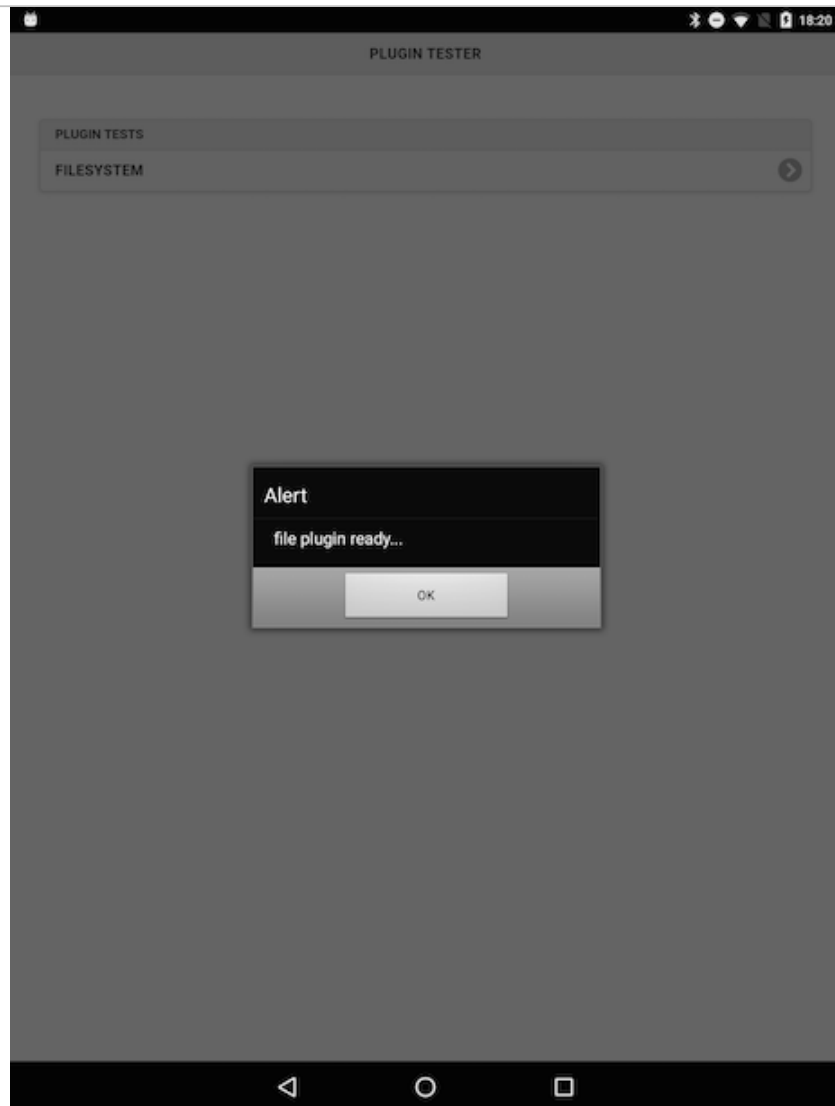 18:20
PLUGIN TESTER
PLUGIN TESTS
FILESYSTEM
Alert
file plugin ready...
OK